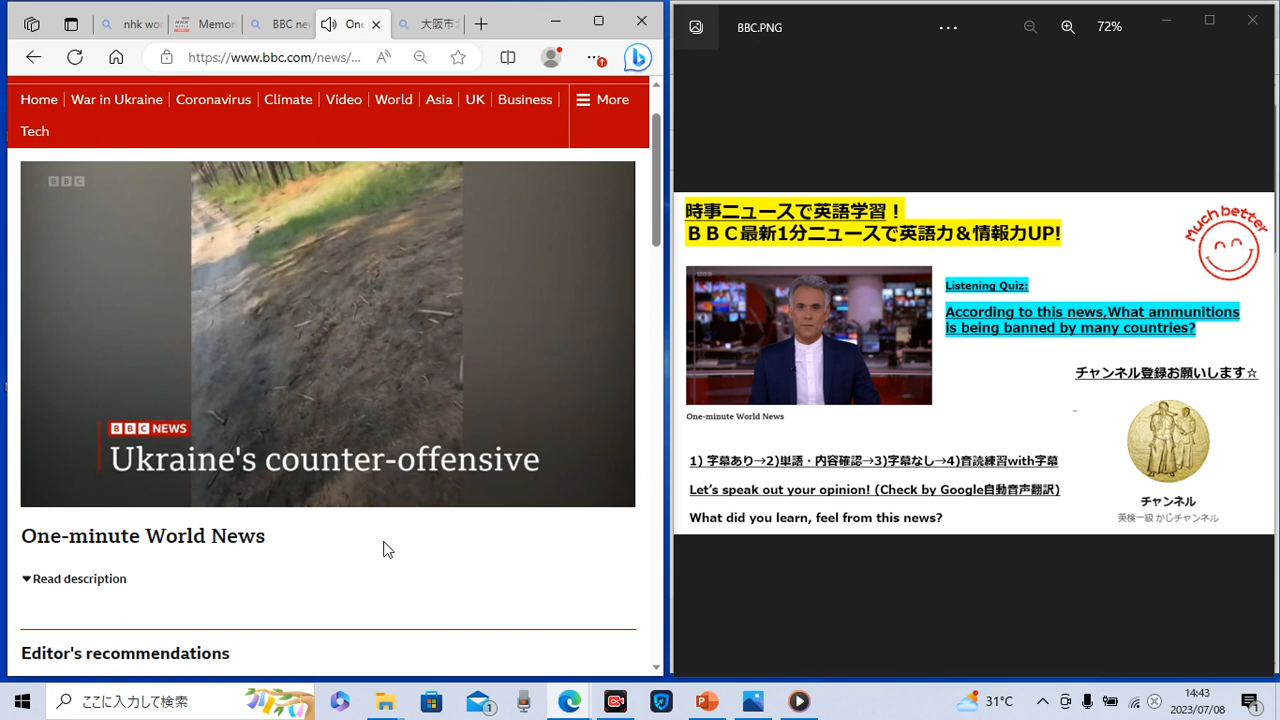 nhk wor
Memor
BBC nev
One
大阪市:
https://www.bbc.com/news/...
Home
War in Ukraine
Coronavirus
Climate
Video
World
Asia
UK
Business
More
Tech
BBC
BBC NEWS
Ukraine's counter-offensive
One-minute World News
Read description
Editor's recommendations
BBC.PNG
72%
時事ニュースで英語学習！
ＢＢＣ最新1分ニュースで英語力＆情報力UP!
Much better
Listening Quiz:
According to this news,What ammunitions
is being banned by many countries?
チャンネル登録お願いします☆
One-minute World News
チャンネル
英検一級 かじチャンネル
1) 字幕あり→2)単語・内容確認→3)字幕なし→4)音読練習with字幕
Let's speak out your opinion! (Check by Google自動音声翻訳)
What did you learn, feel from this news?
ここに入力して検索
1
31°C
14:43
2023/07/08
1